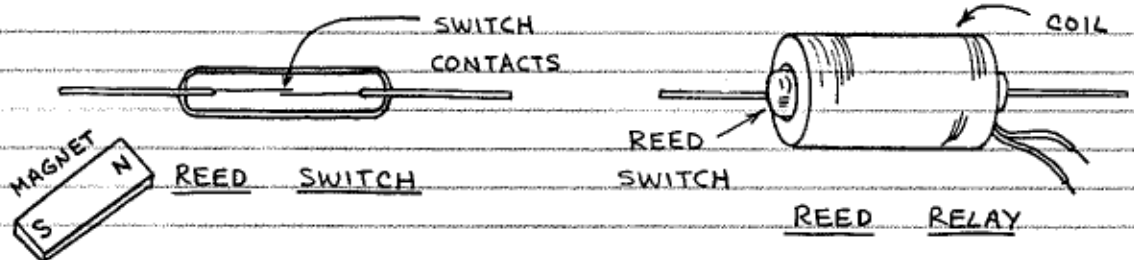 SWITCH
CONTACTS
COIL
MAGNET
N
S
REED SWITCH
REED
SWITCH
REED RELAY